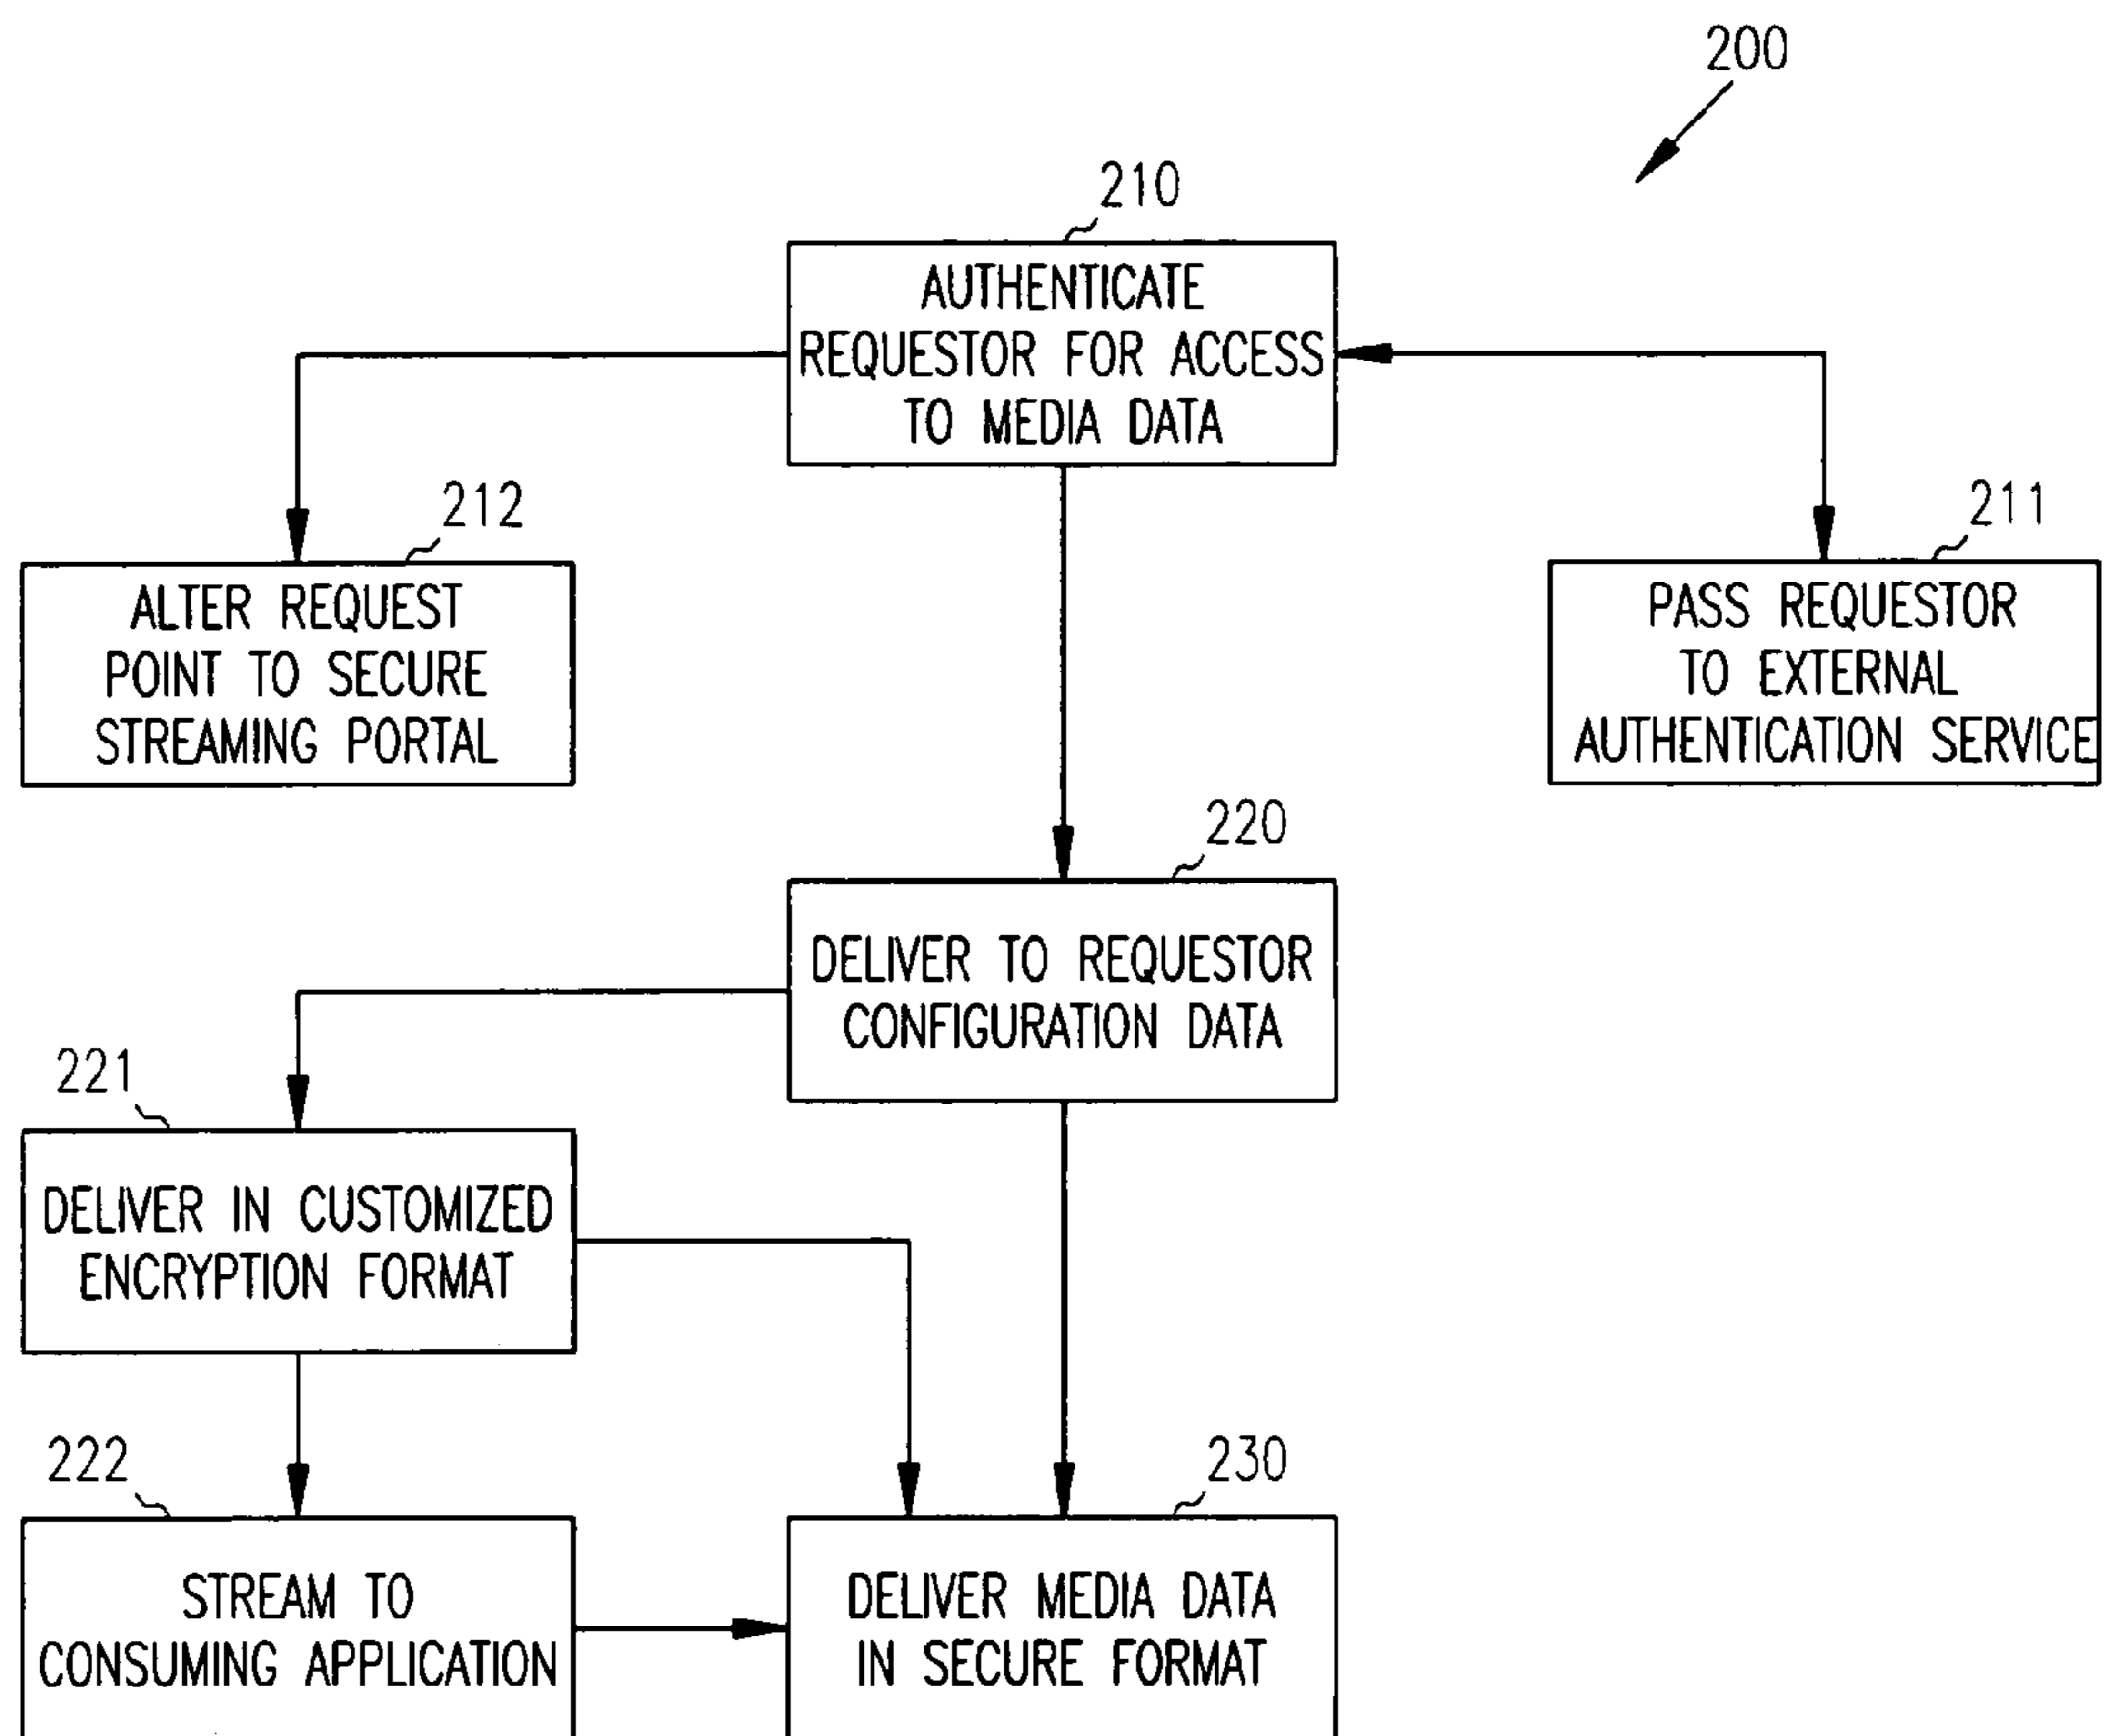 200
210
AUTHENTICATE
REQUESTOR FOR ACCESS
TO MEDIA DATA
212
ALTER REQUEST
POINT TO SECURE
STREAMING PORTAL
211
PASS REQUESTOR
TO EXTERNAL
AUTHENTICATION SERVICE
220
DELIVER TO REQUESTOR
CONFIGURATION DATA
221
DELIVER IN CUSTOMIZED
ENCRYPTION FORMAT
222
STREAM TO
CONSUMING APPLICATION
230
DELIVER MEDIA DATA
IN SECURE FORMAT